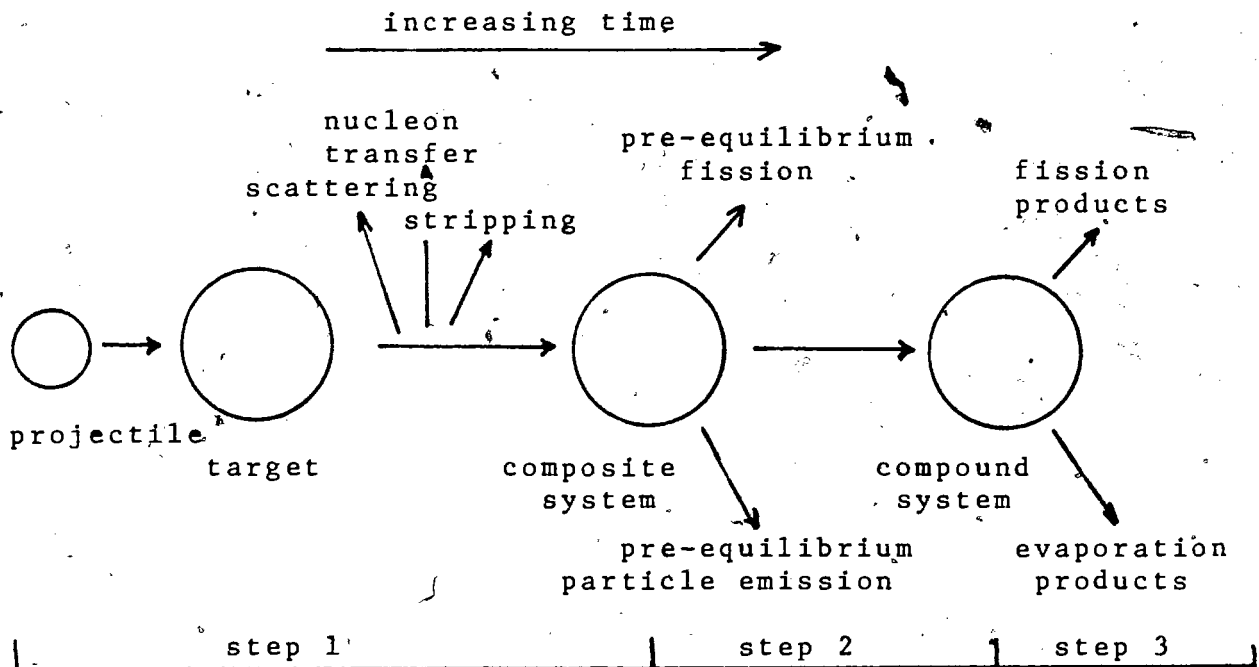 increasing time
nucleon
transfer
scattering
stripping
pre-equilibrium
fission
fission
products
projectile
target
composite
system
compound
system
pre-equilibrium
particle emission
evaporation
products
step 1
step 2
step 3